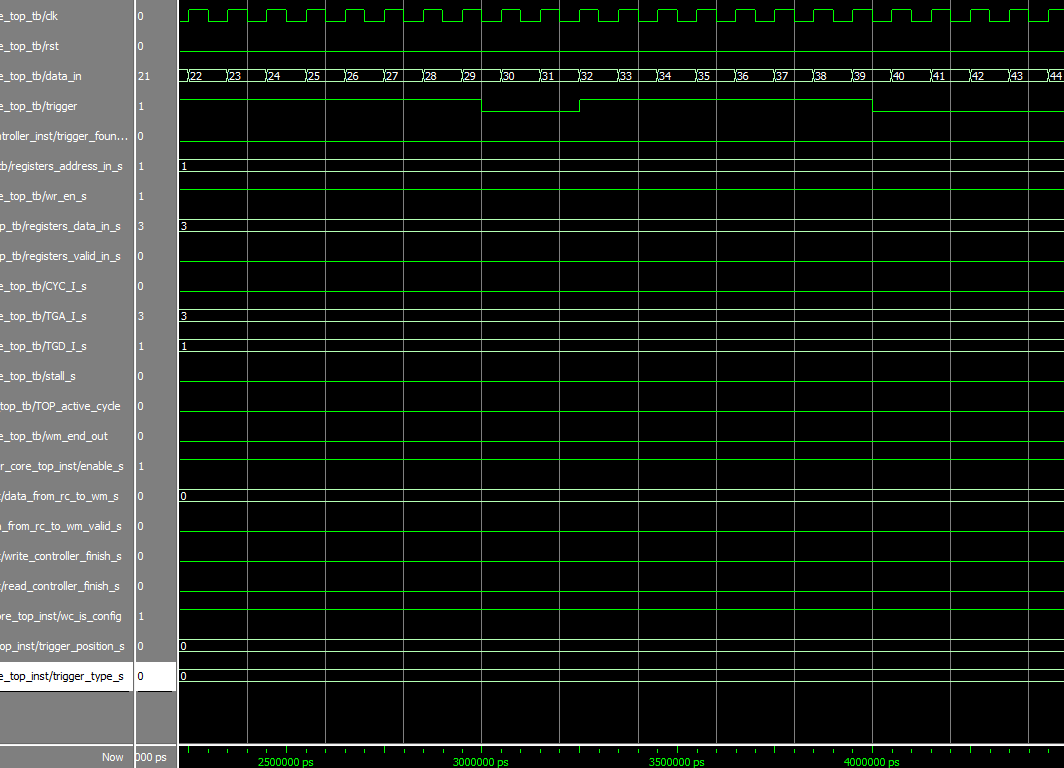 e_top_tb/clk 0
e_top_tb/rst 0
e_top_tb/data_in 21 22 23 24 25 26 27 28 29 30 31 32 33 34 35 36 37 38 39 40 41 42 43 44
e_top_tb/trigger 1
ntroller_inst/trigger_foun... 0
tb/registers_address_in_s 1 1
e_top_tb/wr_en_s 1
p_tb/registers_data_in_s 3 3
p_tb/registers_valid_in_s 0
e_top_tb/CYC_I_s 0
e_top_tb/TGA_I_s 3 3
e_top_tb/TGD_I_s 1 1
e_top_tb/stall_s 0
top_tb/TOP_active_cycle 0
e_top_tb/wm_end_out 0
r_core_top_inst/enable_s 1
t/data_from_rc_to_wm_s 0 0
a_from_rc_to_wm_valid_s 0
t/write_controller_finish_s 0
t/read_controller_finish_s 0
ore_top_inst/wc_is_config 1
op_inst/trigger_position_s 0 0
e_top_inst/trigger_type_s 0 0
Now 000 ps
2500000 ps 3000000 ps 3500000 ps 4000000 ps